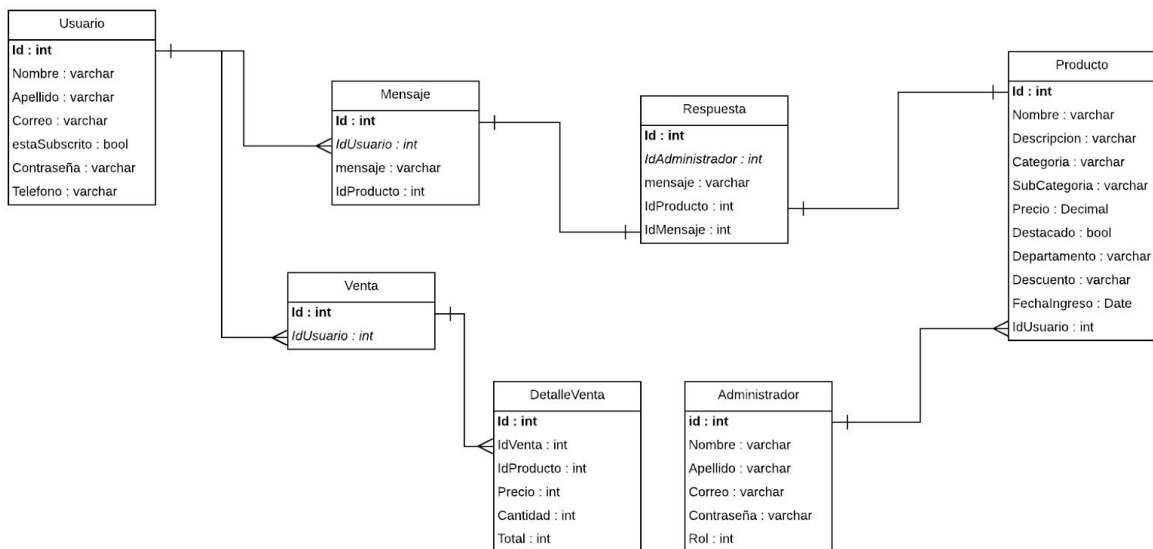 Usuario
Id : int
Nombre : varchar
Apellido : varchar
Correo : varchar
estaSubscrito : bool
Contraseña : varchar
Telefono : varchar
Mensaje
Id : int
IdUsuario : int
mensaje : varchar
IdProducto : int
Respuesta
Id : int
IdAdministrador : int
mensaje : varchar
IdProducto : int
IdMensaje : int
Producto
Id : int
Nombre : varchar
Descripcion : varchar
Categoria : varchar
SubCategoria : varchar
Precio : Decimal
Destacado : bool
Departamento : varchar
Descuento : varchar
FechaIngreso : Date
IdUsuario : int
Venta
Id : int
IdUsuario : int
DetalleVenta
Id : int
IdVenta : int
IdProducto : int
Precio : int
Cantidad : int
Total : int
Administrador
id : int
Nombre : varchar
Apellido : varchar
Correo : varchar
Contraseña : varchar
Rol : int